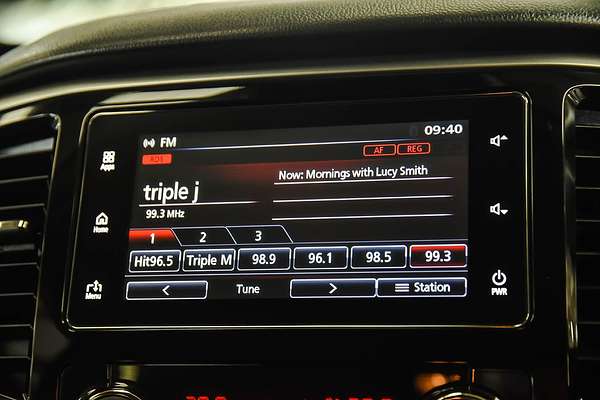 FM
09:40
RDS
AF REG
Now: Mornings with Lucy Smith
triple j
99.3 MHz
1 2 3
Hit96.5 Triple M 98.9 96.1 98.5 99.3
< Tune > Station
Apps
Home
Menu
PWR